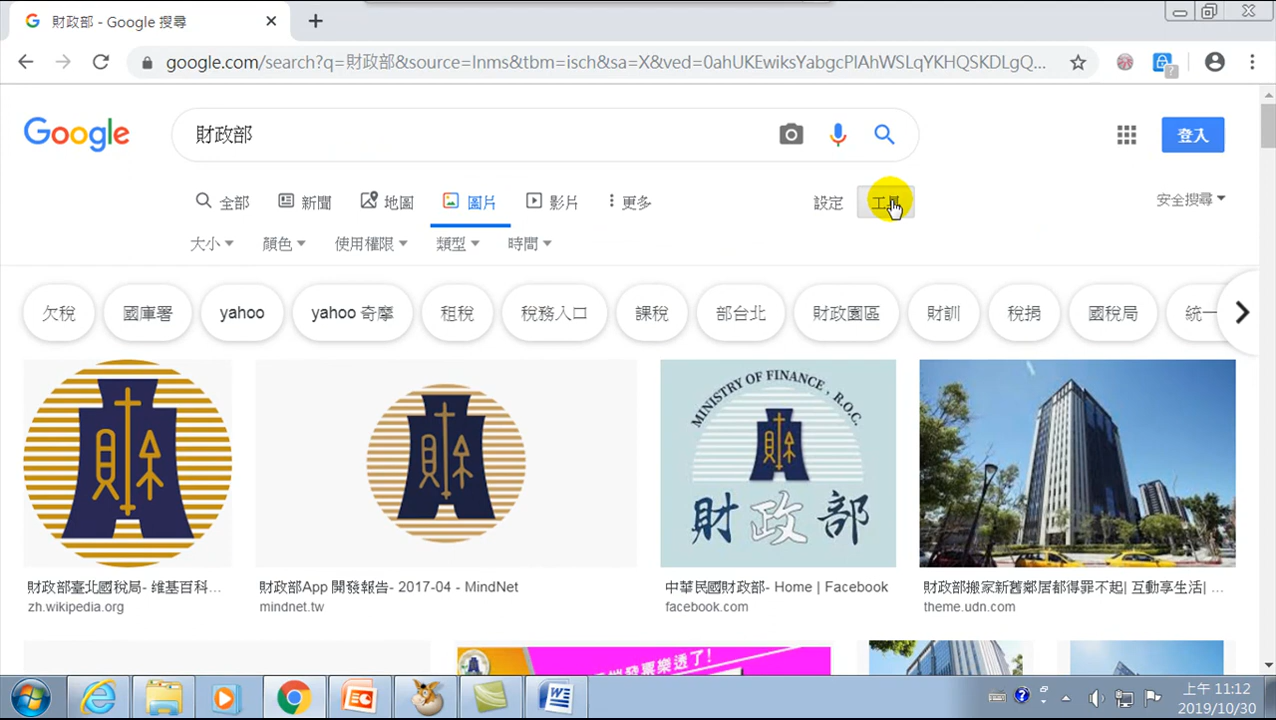 財政部 - Google 搜尋
google.com/search?q=財政部&source=lnms&tbm=isch&sa=X&ved=0ahUKEwiksYabgcPlAhWSLqYKHQSKDLgQ...
Google
財政部
登入
全部 新聞 地圖 圖片 影片 更多 設定 工具 安全搜尋
大小 顏色 使用權限 類型 時間
欠稅 國庫署 yahoo yahoo 奇摩 租稅 稅務入口 課稅 部台北 財政園區 財訓 稅捐 國稅局 統一
MINISTRY OF FINANCE , R.O.C.
財政部
財政部臺北國稅局- 維基百科...
zh.wikipedia.org
財政部App 開發報告- 2017-04 - MindNet
mindnet.tw
中華民國財政部- Home | Facebook
facebook.com
財政部搬家新舊鄰居都得罪不起| 互動享生活| ...
theme.udn.com
發票樂透了!
上午 11:12
2019/10/30